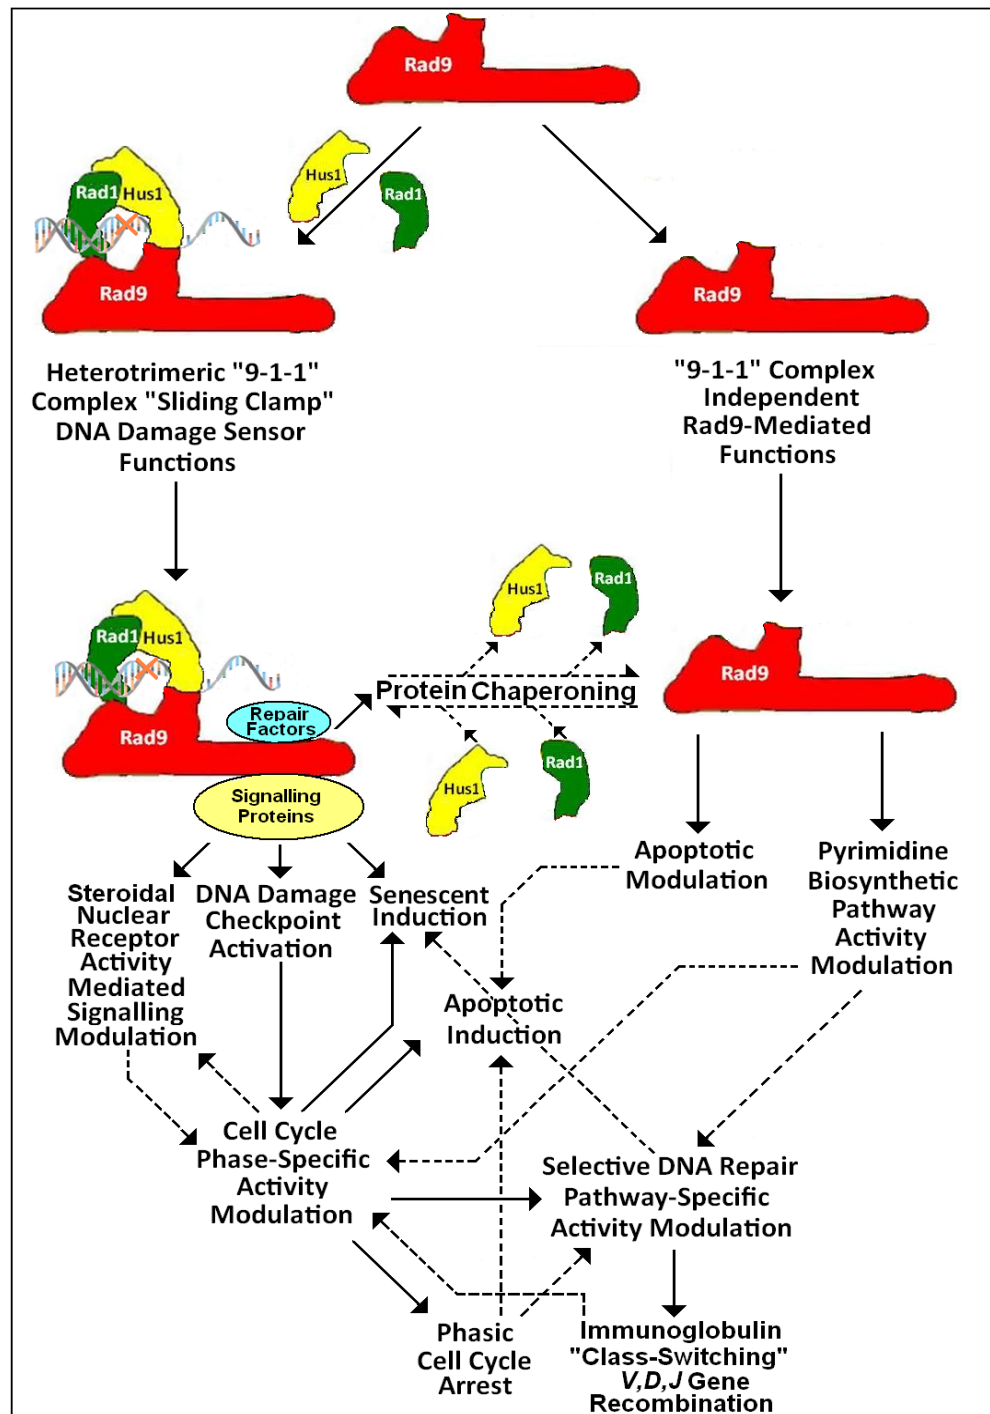 Rad9
Hus1
Rad1
Rad1
Hus1
Rad9
Rad9
Heterotrimeric "9-1-1"
Complex "Sliding Clamp"
DNA Damage Sensor
Functions
"9-1-1" Complex
Independent
Rad9-Mediated
Functions
Hus1
Rad1
Rad1
Hus1
Rad9
Repair
Factors
Protein Chaperoning
Rad9
Hus1
Rad1
Signalling
Proteins
Apoptotic
Modulation
Pyrimidine
Biosynthetic
Pathway
Activity
Modulation
Steroidal
Nuclear
Receptor
Activity
Mediated
Signalling
Modulation
DNA Damage
Checkpoint
Activation
Senescent
Induction
Apoptotic
Induction
Cell Cycle
Phase-Specific
Activity
Modulation
Selective DNA Repair
Pathway-Specific
Activity Modulation
Phasic
Cell Cycle
Arrest
Immunoglobulin
"Class-Switching"
V,D,J Gene
Recombination